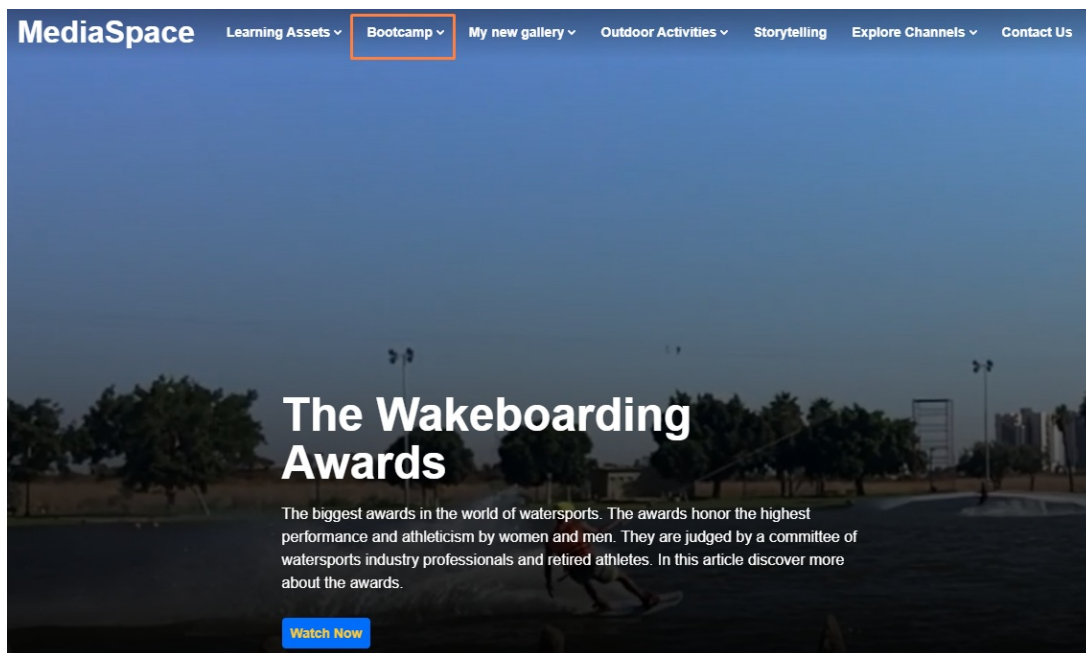 MediaSpace Learning Assets Bootcamp My new gallery Outdoor Activities Storytelling Explore Channels Contact Us
The Wakeboarding
Awards
The biggest awards in the world of watersports. The awards honor the highest
performance and athleticism by women and men. They are judged by a committee of
watersports industry professionals and retired athletes. In this article discover more
about the awards.
Watch Now